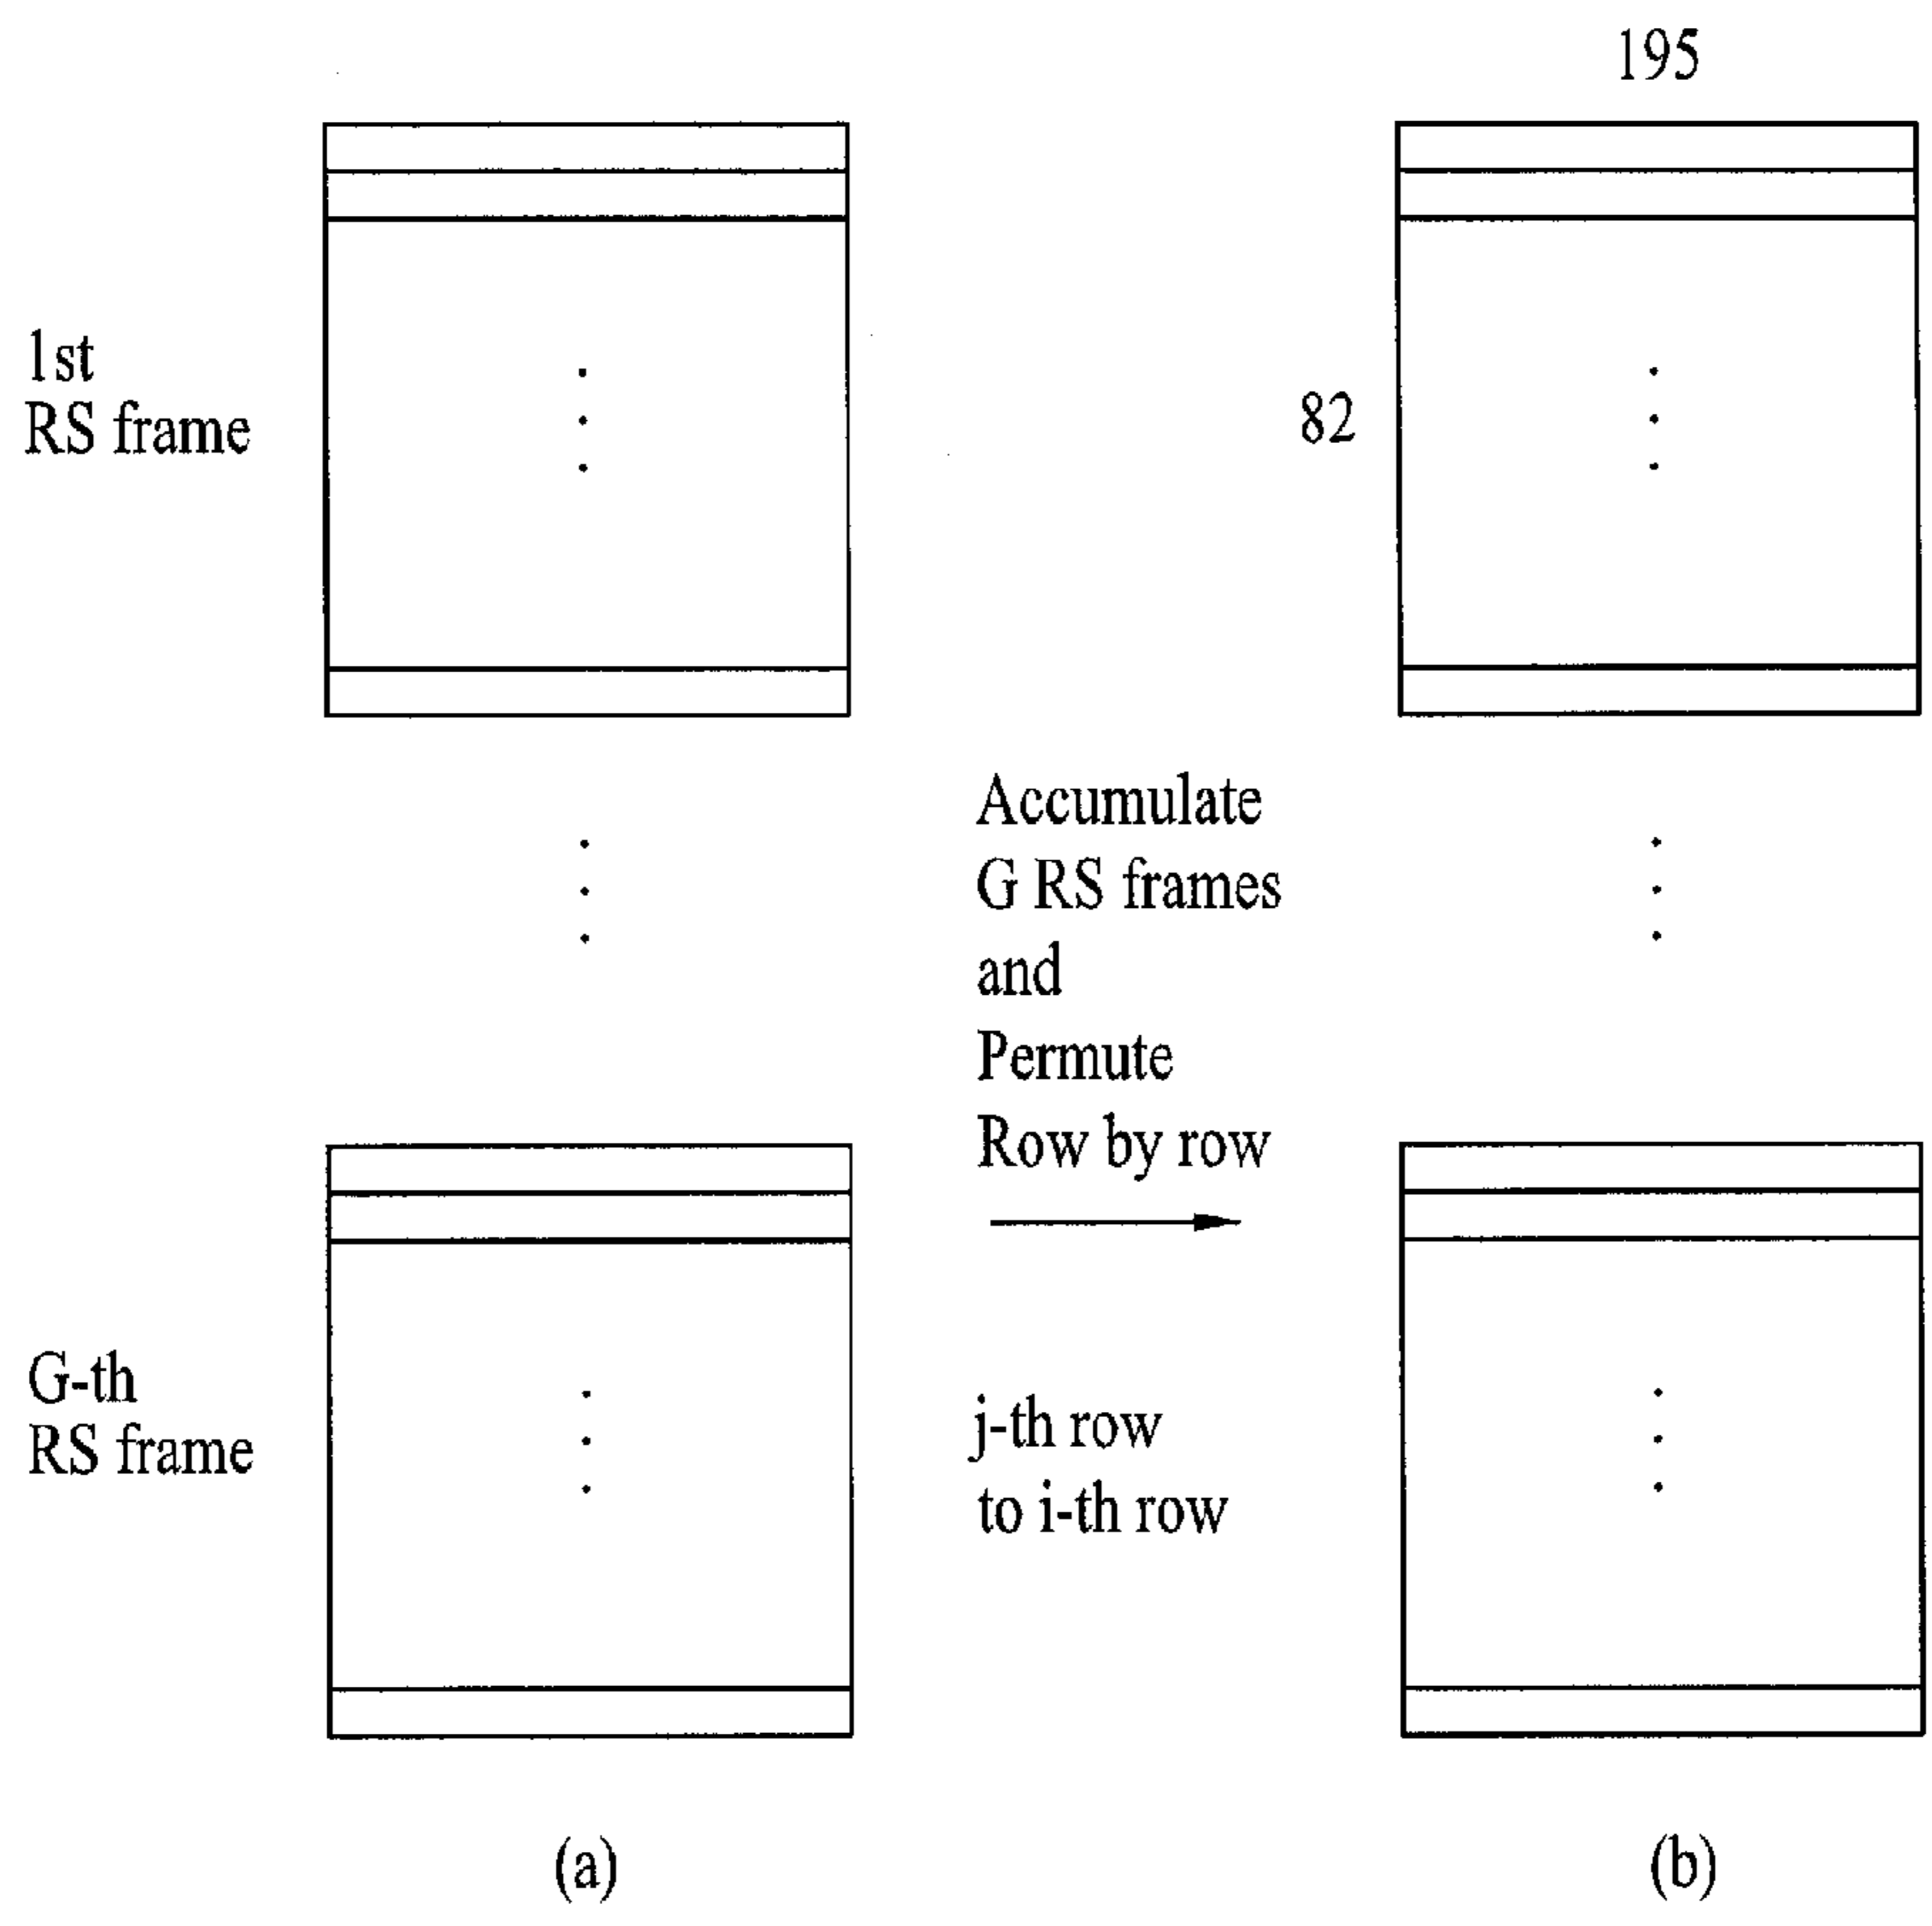 195
1st
RS frame
82
Accumulate
G RS frames
and
Permute
Row by row
G-th
RS frame
j-th row
to i-th row
(a)
(b)